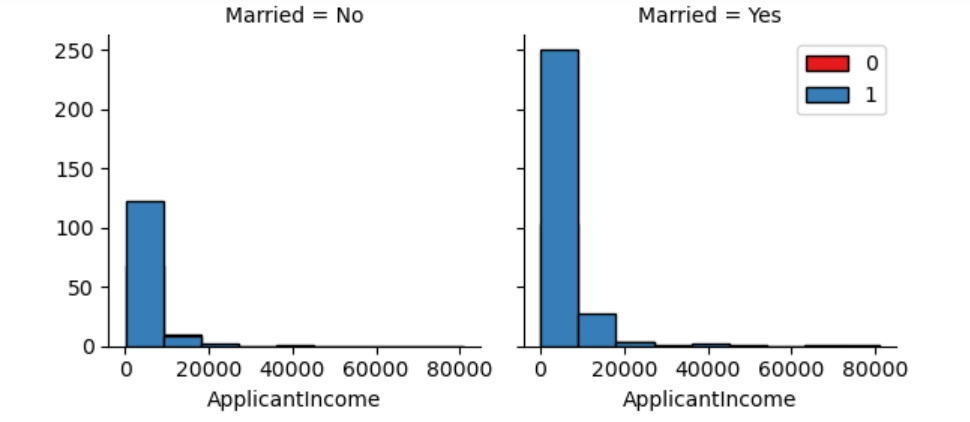 Married = No
Married = Yes
250
200
150
100
50
0
0
1
0 20000 40000 60000 80000
0 20000 40000 60000 80000
ApplicantIncome
ApplicantIncome